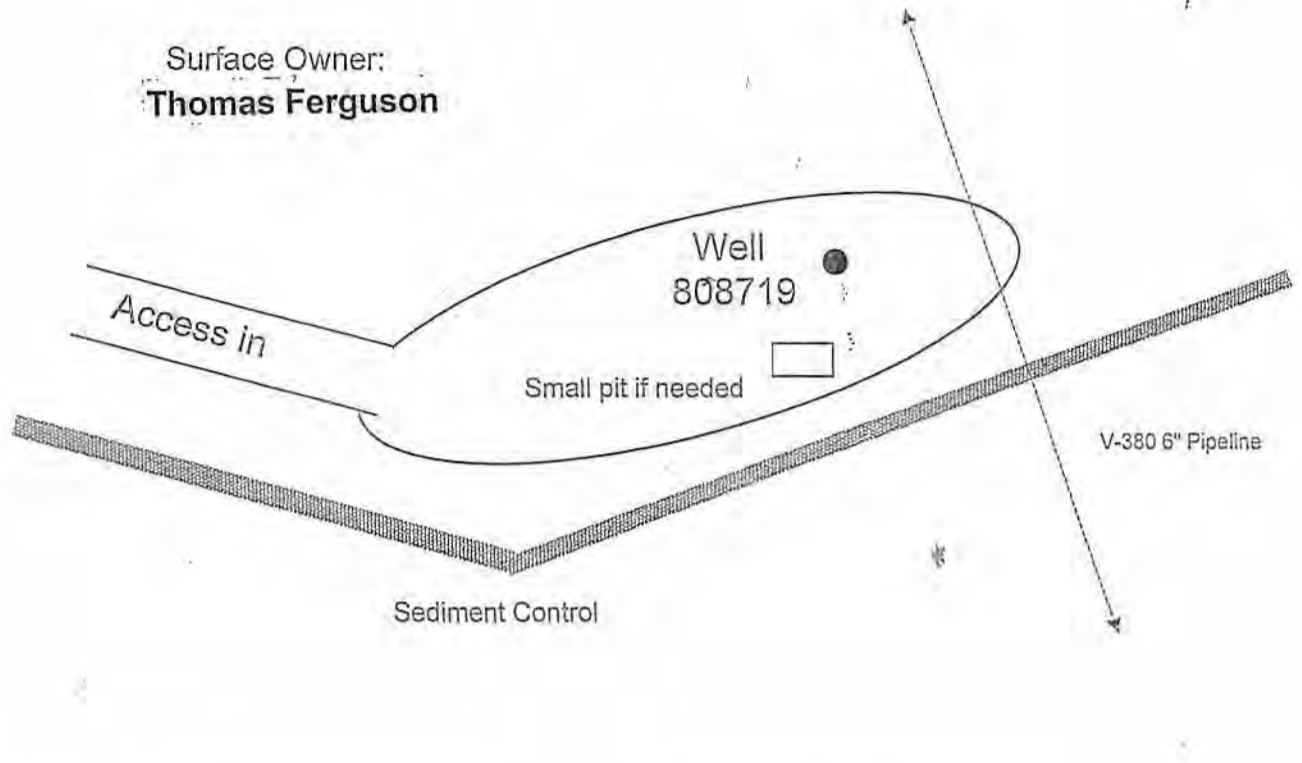 Surface Owner:
Thomas Ferguson
Well
808719
Access in
Small pit if needed
V-380 6" Pipeline
Sediment Control